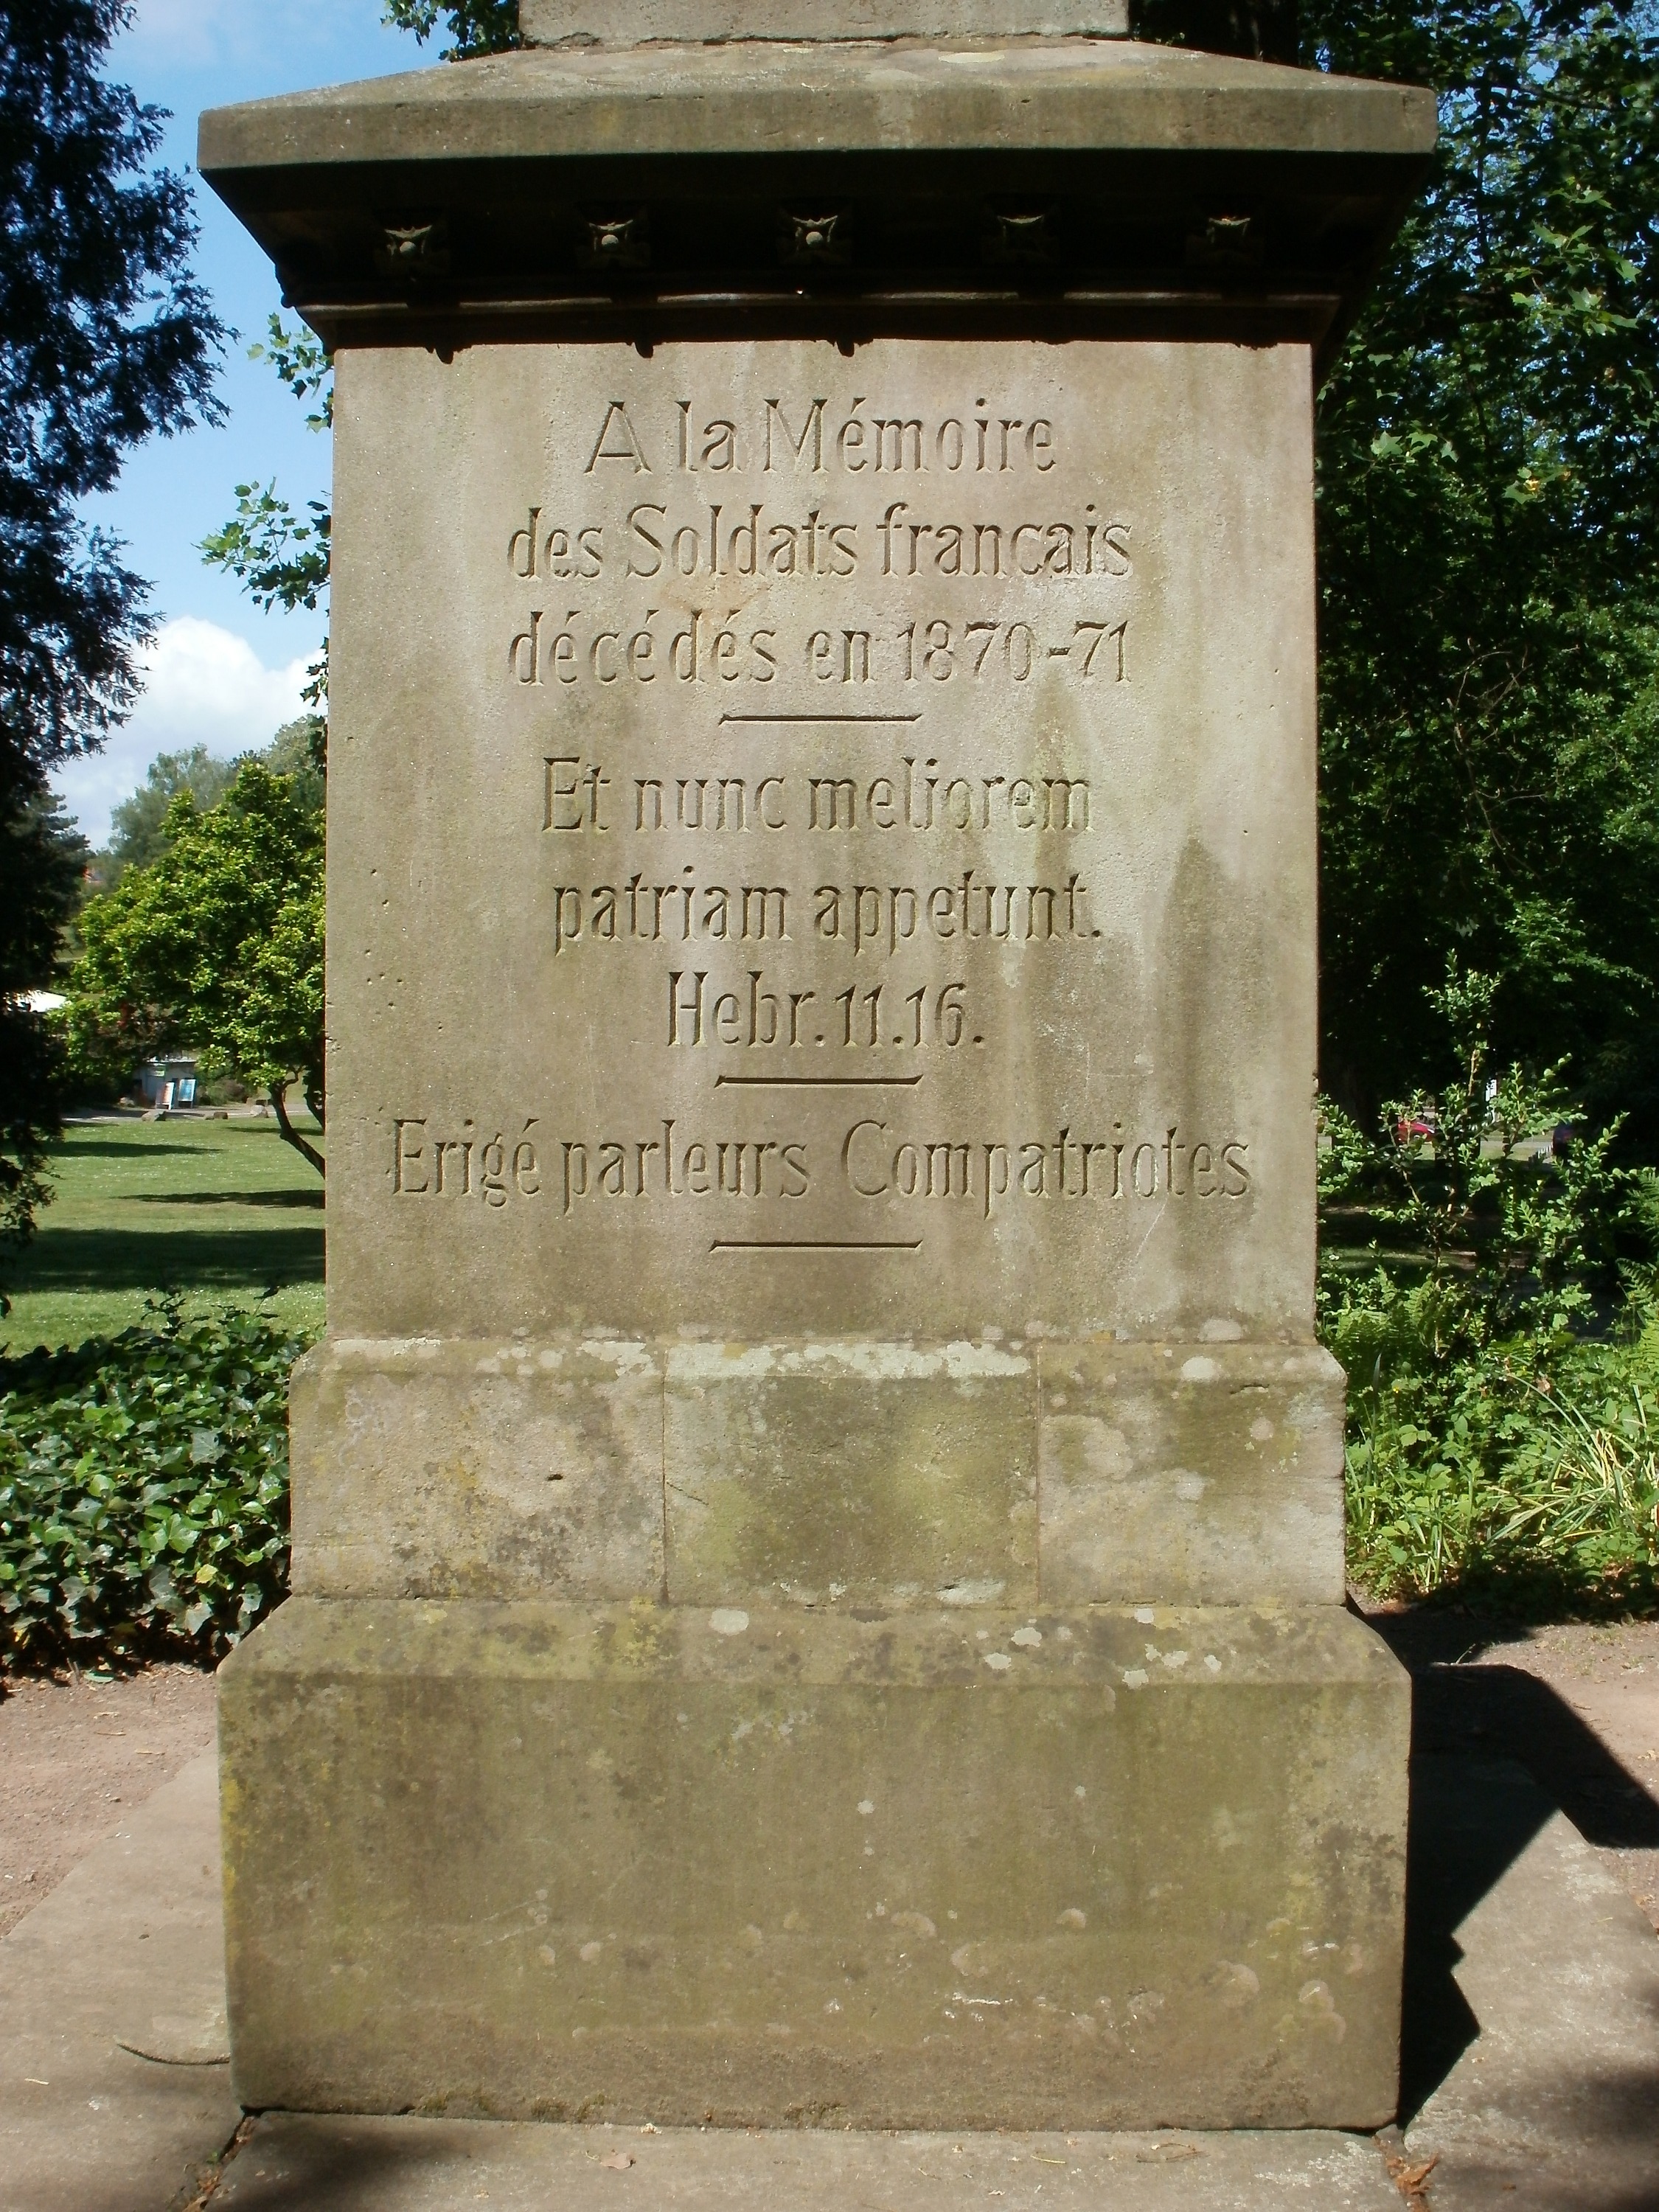 A la Mémoire
des Soldats francais
décédés en 1870-71
Et nunc meliorem
patriam appetunt.
Hebr. 11.16.
Erigé parleurs Compatriotes